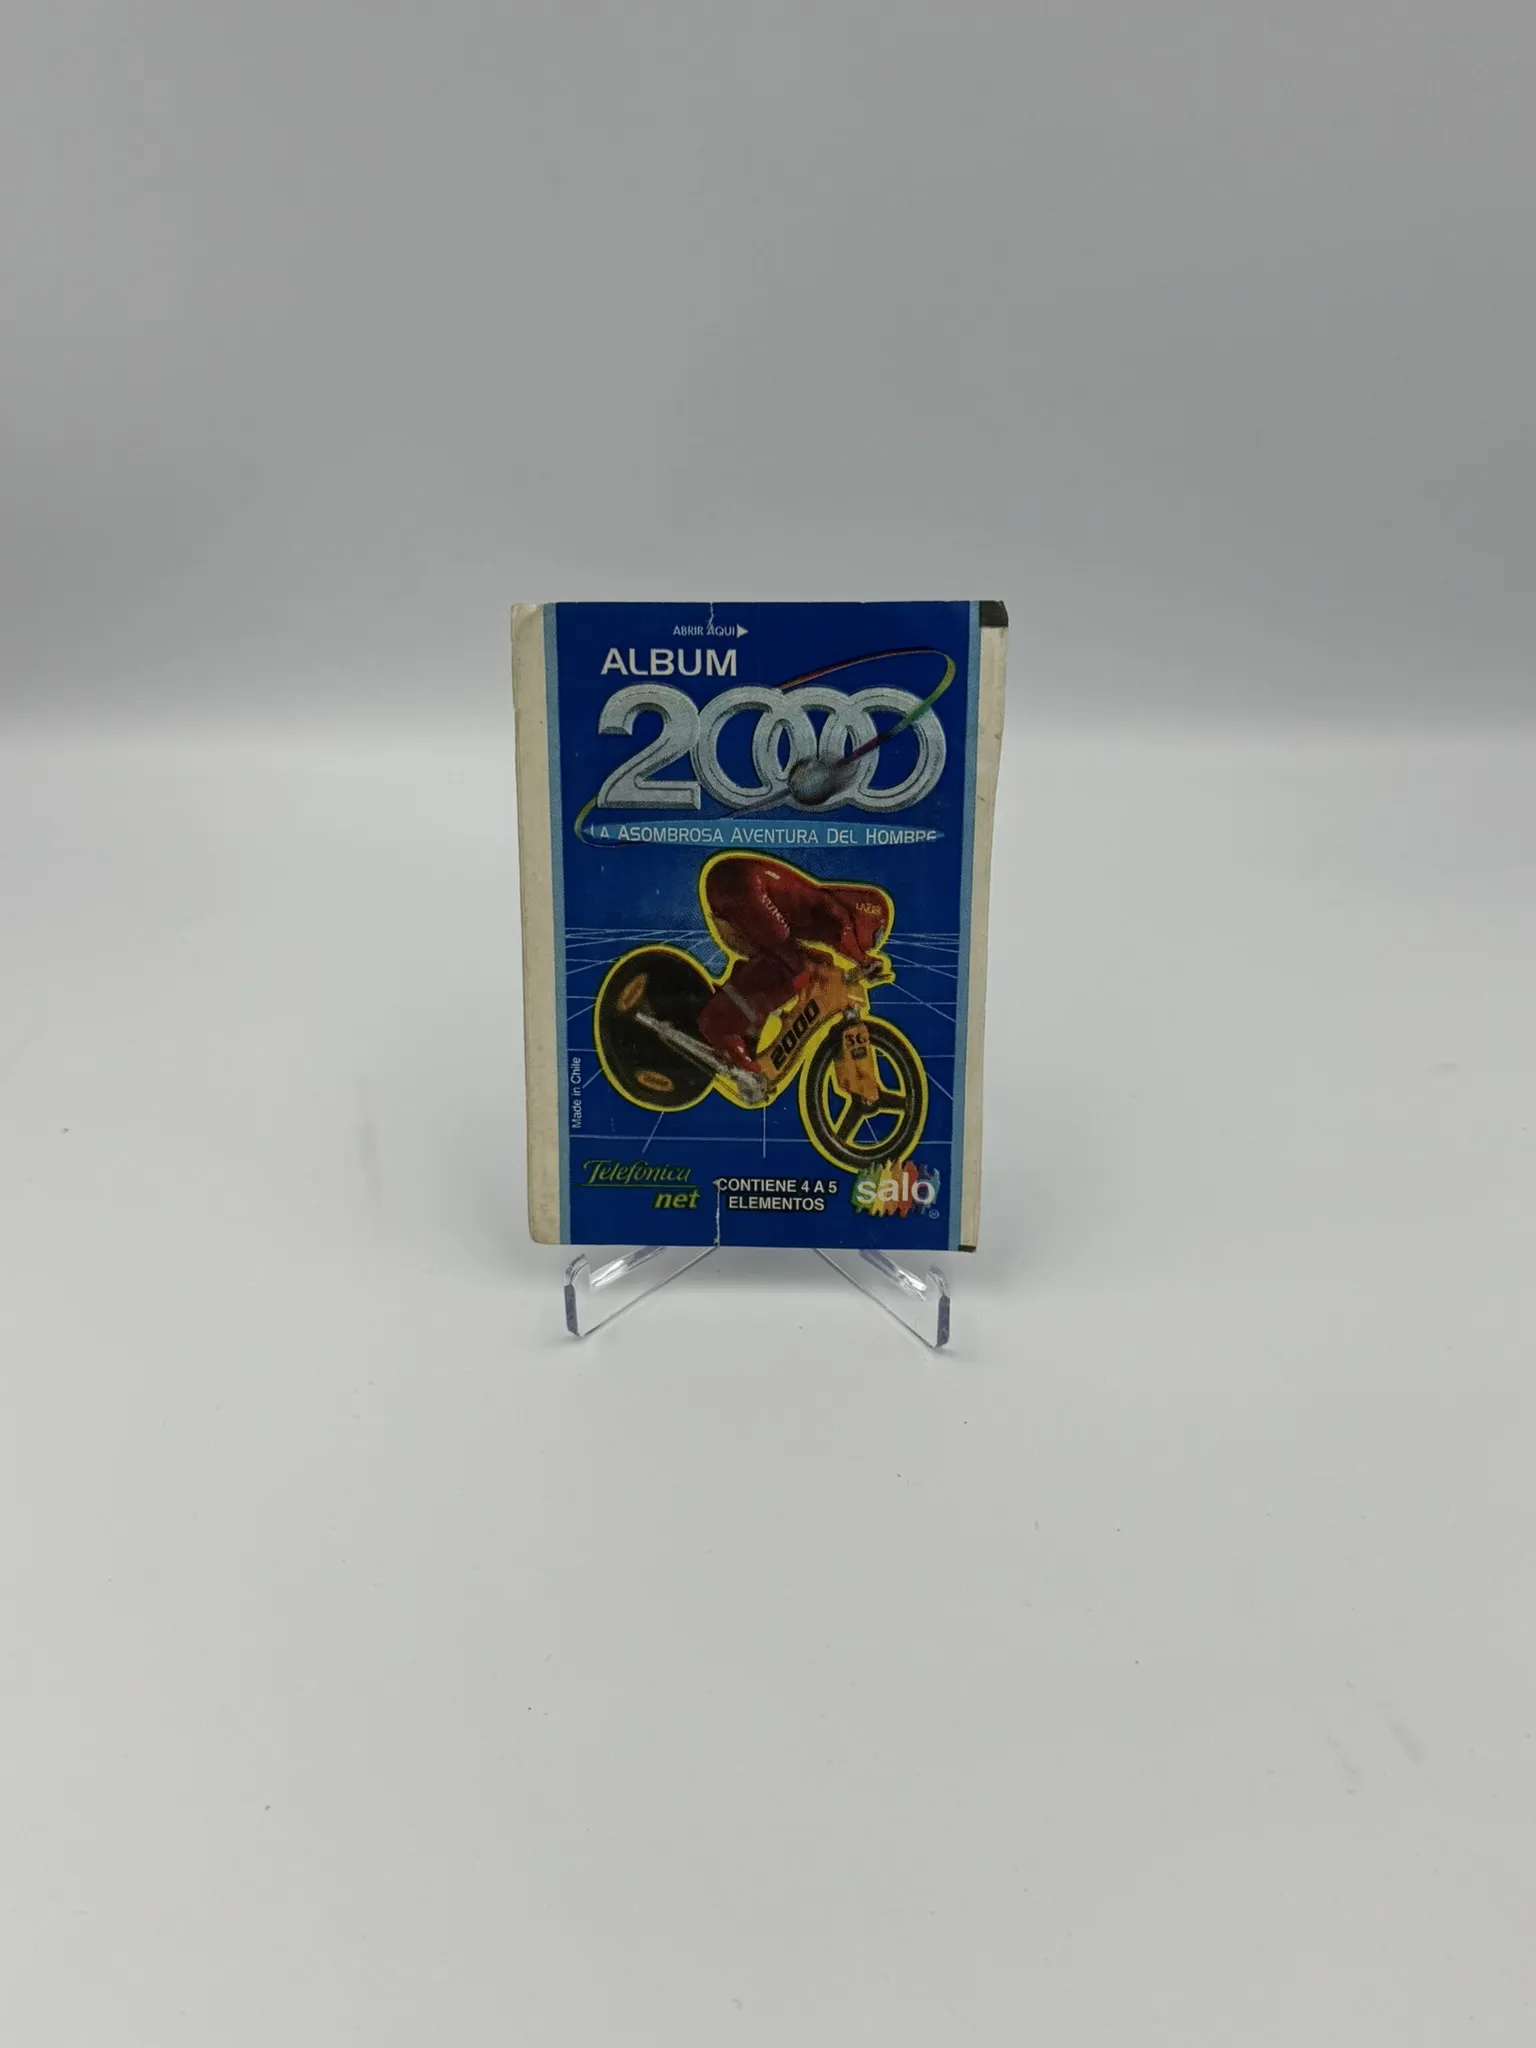 ABRIR AQUI
ALBUM
2000
LA ASOMBROSA AVENTURA DEL HOMBRE
2000
Made in Chile
Telefónica
net
CONTIENE 4 A 5
ELEMENTOS
salo